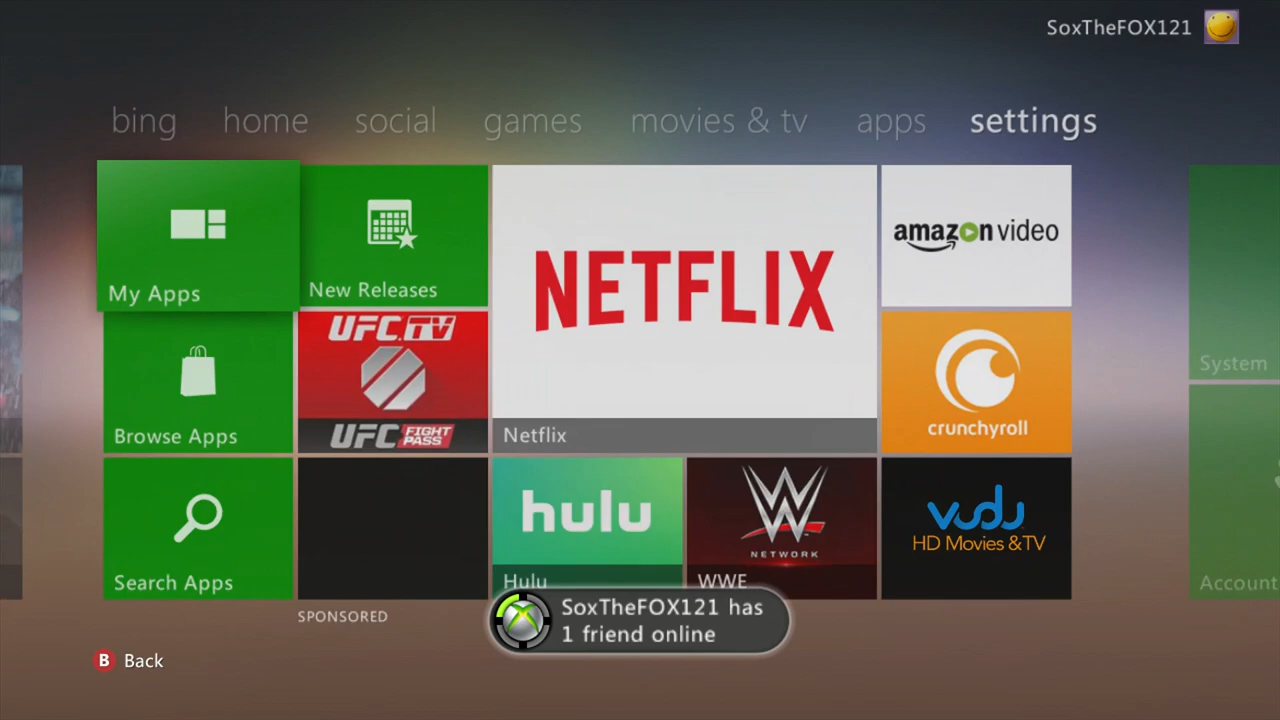 SoxTheFOX121
bing home social games movies & tv apps settings
My Apps
New Releases
NETFLIX
Netflix
amazon video
System
Browse Apps
UFC.TV
UFC FIGHT PASS
crunchyroll
Search Apps
SPONSORED
hulu
Hulu
W
NETWORK
WWE
vudu
HD Movies & TV
Account
SoxTheFOX121 has
1 friend online
B Back